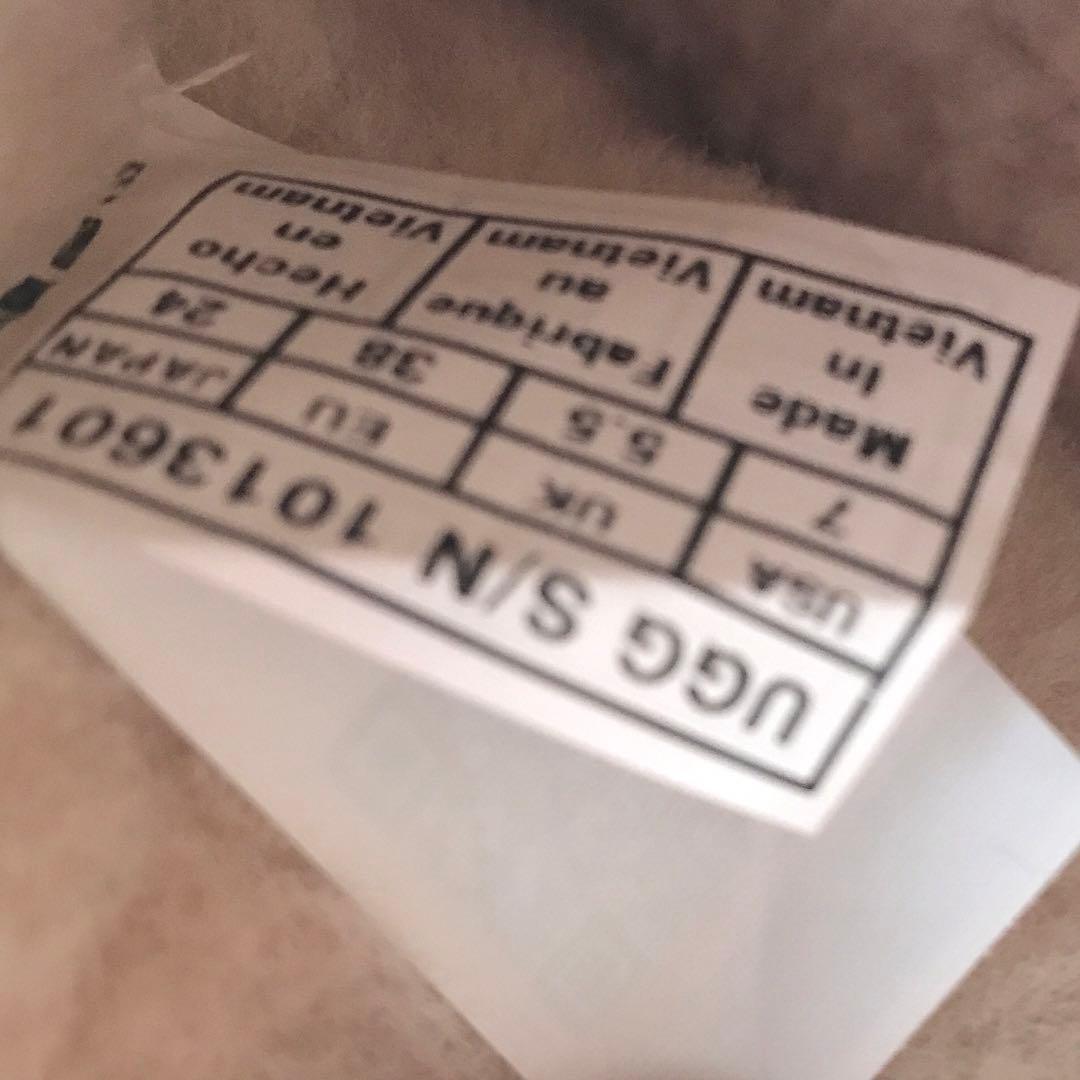 UGG S/N 1013601
USA UK EU JAPAN
7 5.5 38 24
Made Fabrique Hecho
In au en
Vietnam Vietnam Vietnam